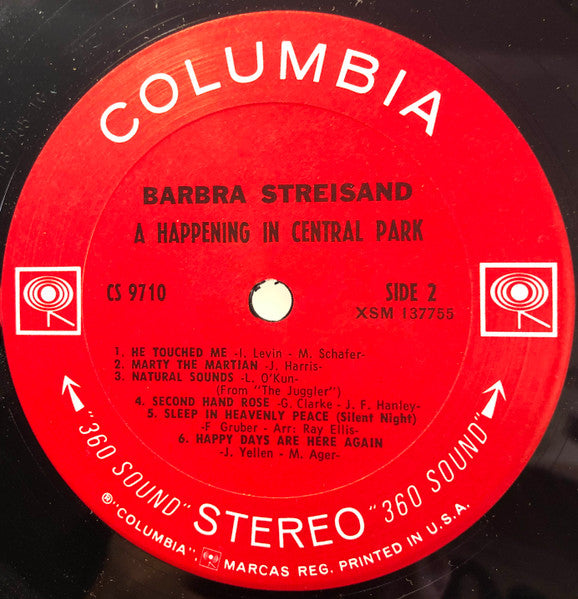 COLUMBIA
BARBRA STREISAND
A HAPPENING IN CENTRAL PARK
CS 9710
SIDE 2
XSM 137755
1. HE TOUCHED ME -I. Levin - M. Schafer-
2. MARTY THE MARTIAN -J. Harris-
3. NATURAL SOUNDS -L. O'Kun-
(From "The Juggler")
4. SECOND HAND ROSE -G. Clarke - J. F. Hanley-
5. SLEEP IN HEAVENLY PEACE (Silent Night)
-F. Gruber - Arr: Ray Ellis-
6. HAPPY DAYS ARE HERE AGAIN
-J. Yellen - M. Ager-
"360 SOUND" STEREO "360 SOUND"
®"COLUMBIA", MARCAS REG. PRINTED IN U.S.A.